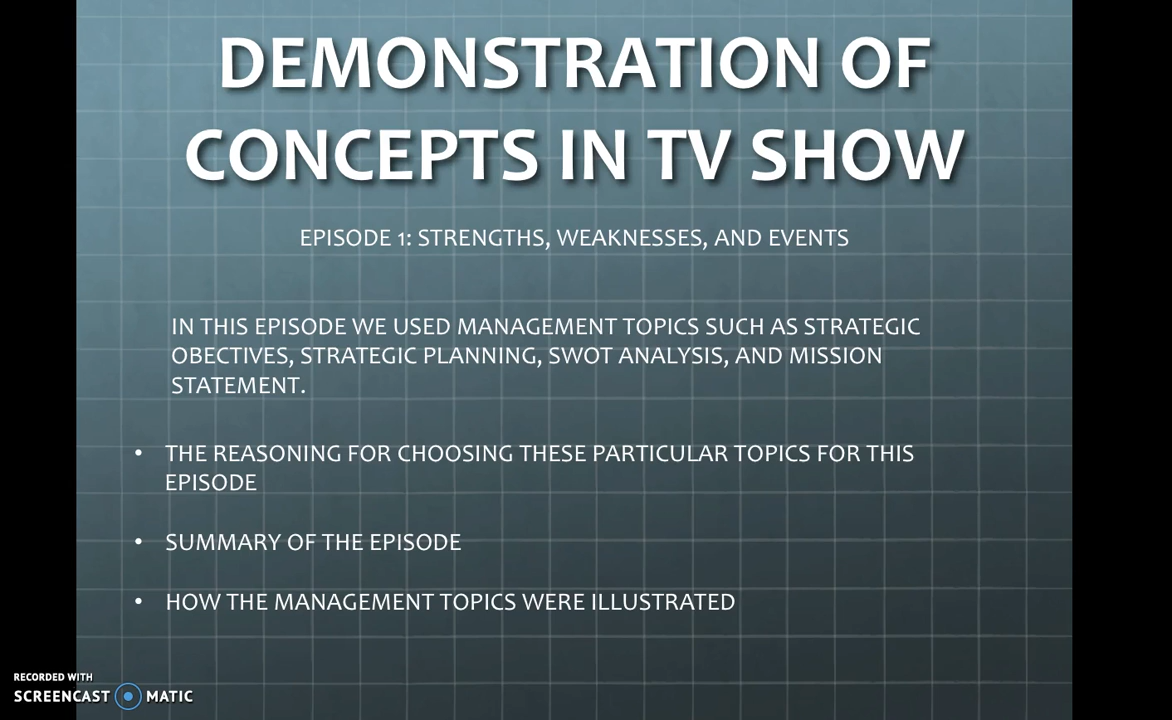 DEMONSTRATION OF
CONCEPTS IN TV SHOW
EPISODE 1: STRENGTHS, WEAKNESSES, AND EVENTS
IN THIS EPISODE WE USED MANAGEMENT TOPICS SUCH AS STRATEGIC
OBECTIVES, STRATEGIC PLANNING, SWOT ANALYSIS, AND MISSION
STATEMENT.
• THE REASONING FOR CHOOSING THESE PARTICULAR TOPICS FOR THIS
EPISODE
• SUMMARY OF THE EPISODE
• HOW THE MANAGEMENT TOPICS WERE ILLUSTRATED
RECORDED WITH
SCREENCAST MATIC